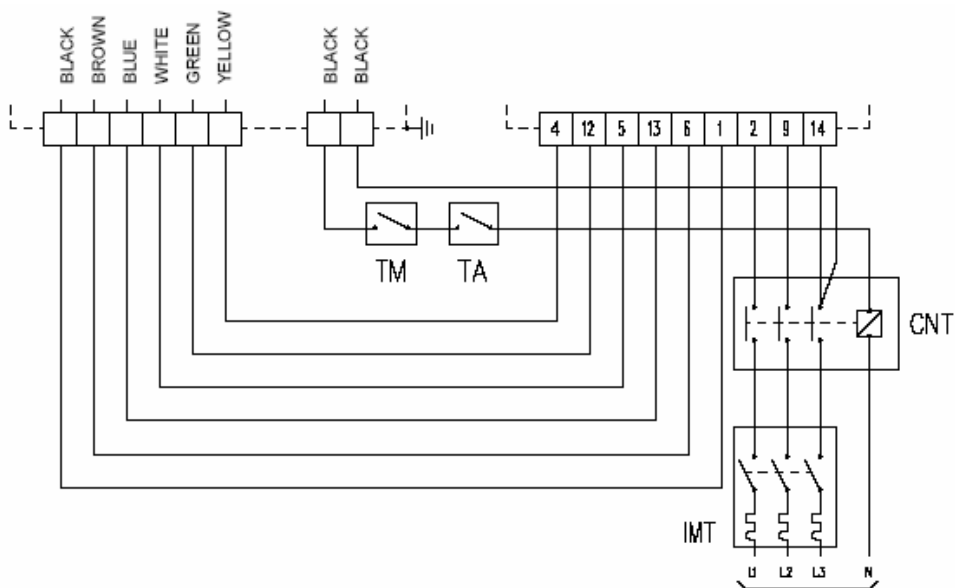 BLACK BROWN BLUE WHITE GREEN YELLOW BLACK BLACK
4 12 5 13 6 1 2 9 14
TM TA
CNT
IMT
L1 L2 L3 N